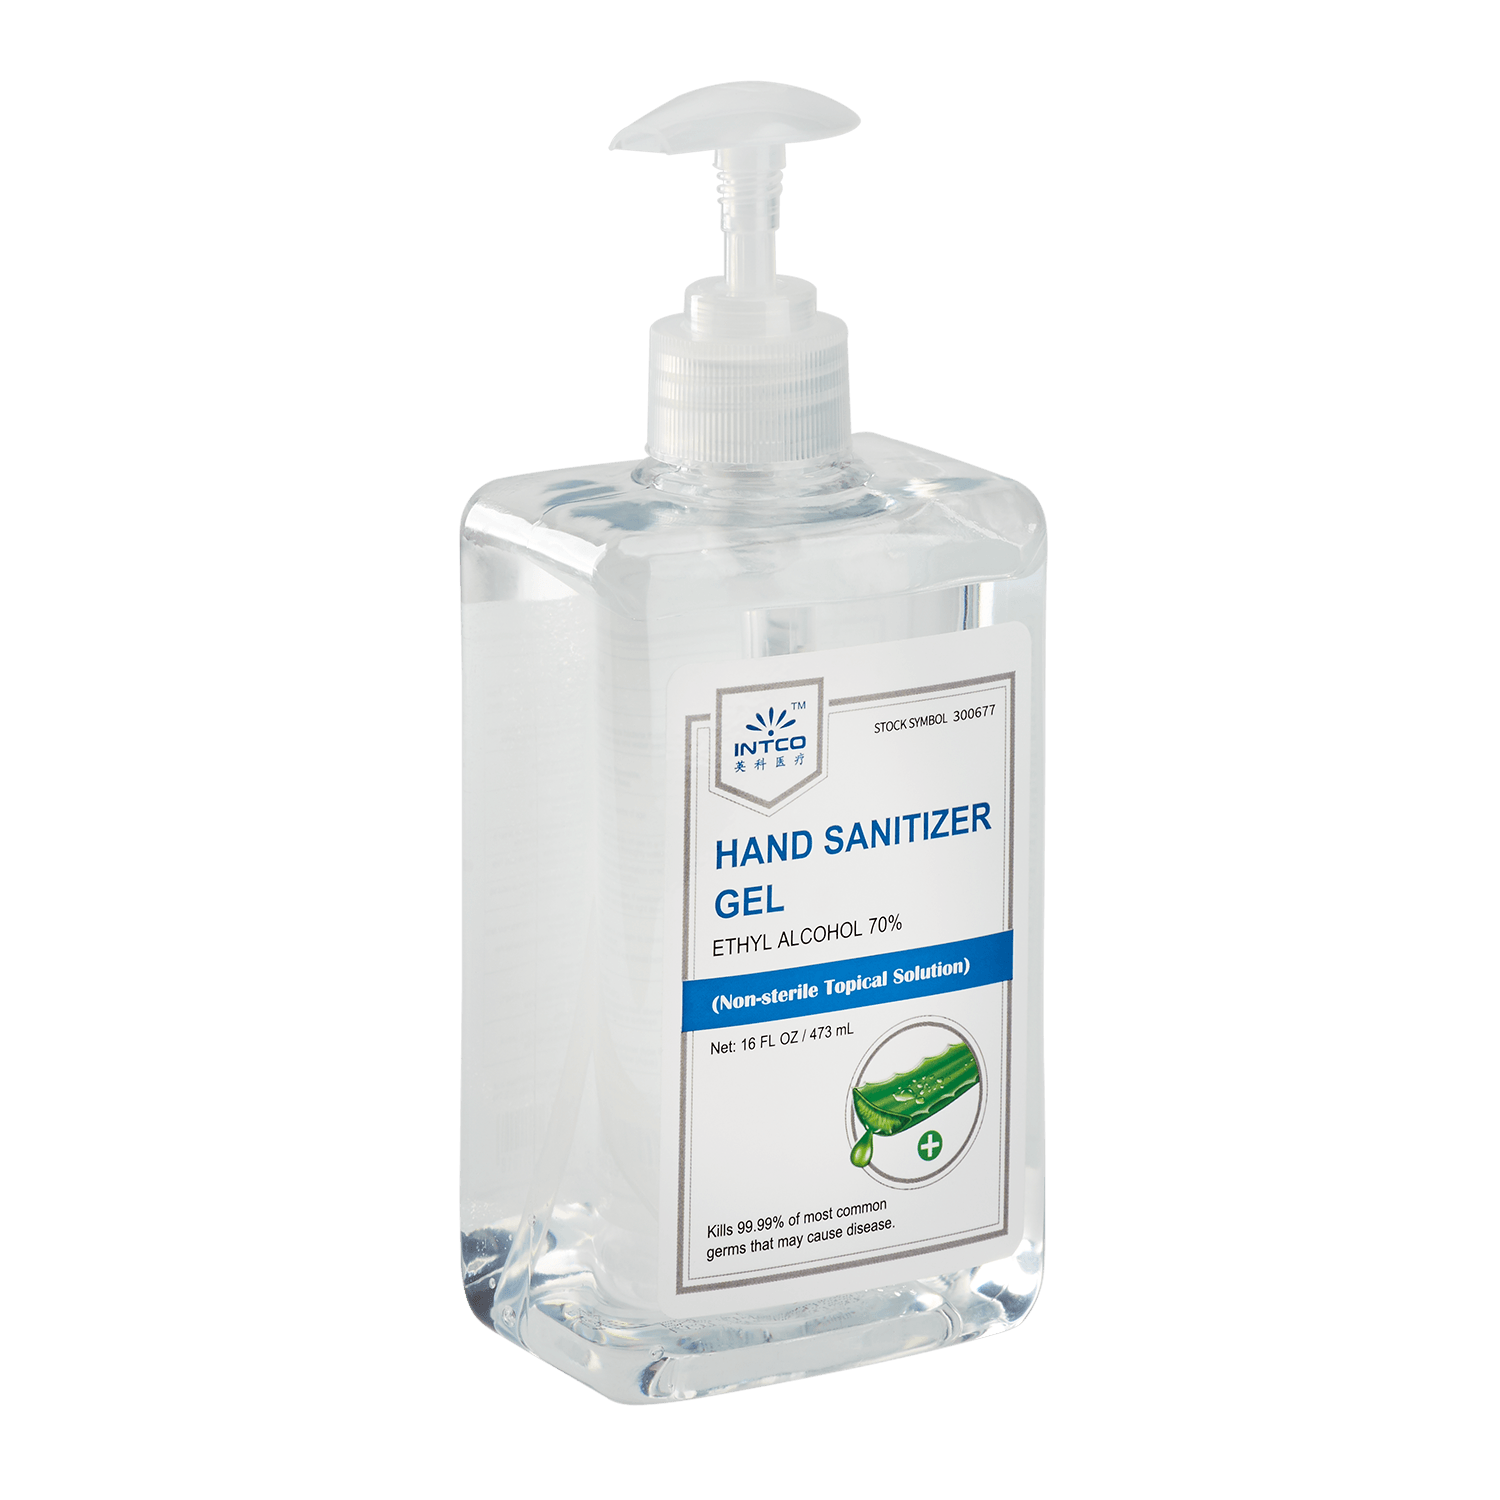 TM
INTCO
英科医疗
STOCK SYMBOL 300677
HAND SANITIZER
GEL
ETHYL ALCOHOL 70%
(Non-sterile Topical Solution)
Net: 16 FL OZ / 473 mL
Kills 99.99% of most common
germs that may cause disease.